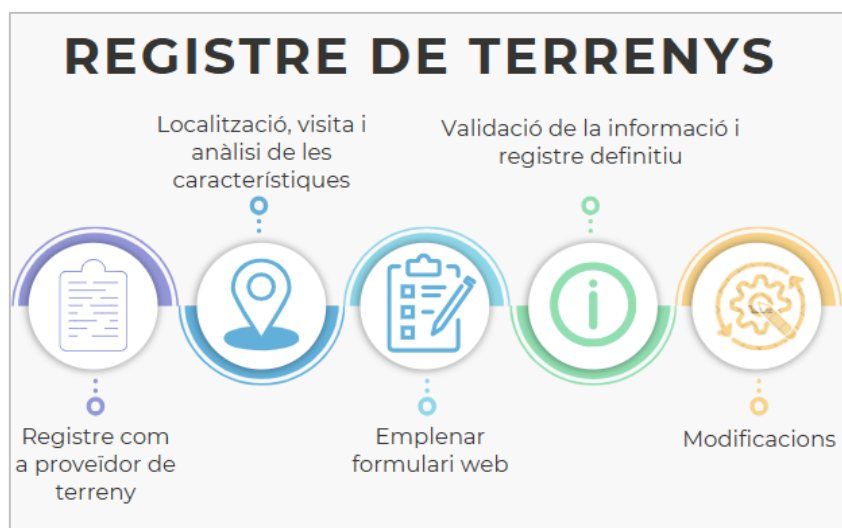 REGISTRE DE TERRENYS
Localització, visita i
anàlisi de les
característiques
Validació de la informació i
registre definitiu
Registre com
a proveïdor de
terreny
Emplenar
formulari web
Modificacions